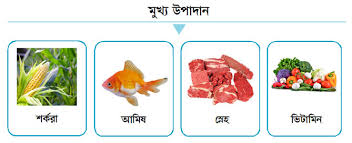 মুখ্য উপাদান
শর্করা
আমিষ
স্নেহ
ভিটামিন